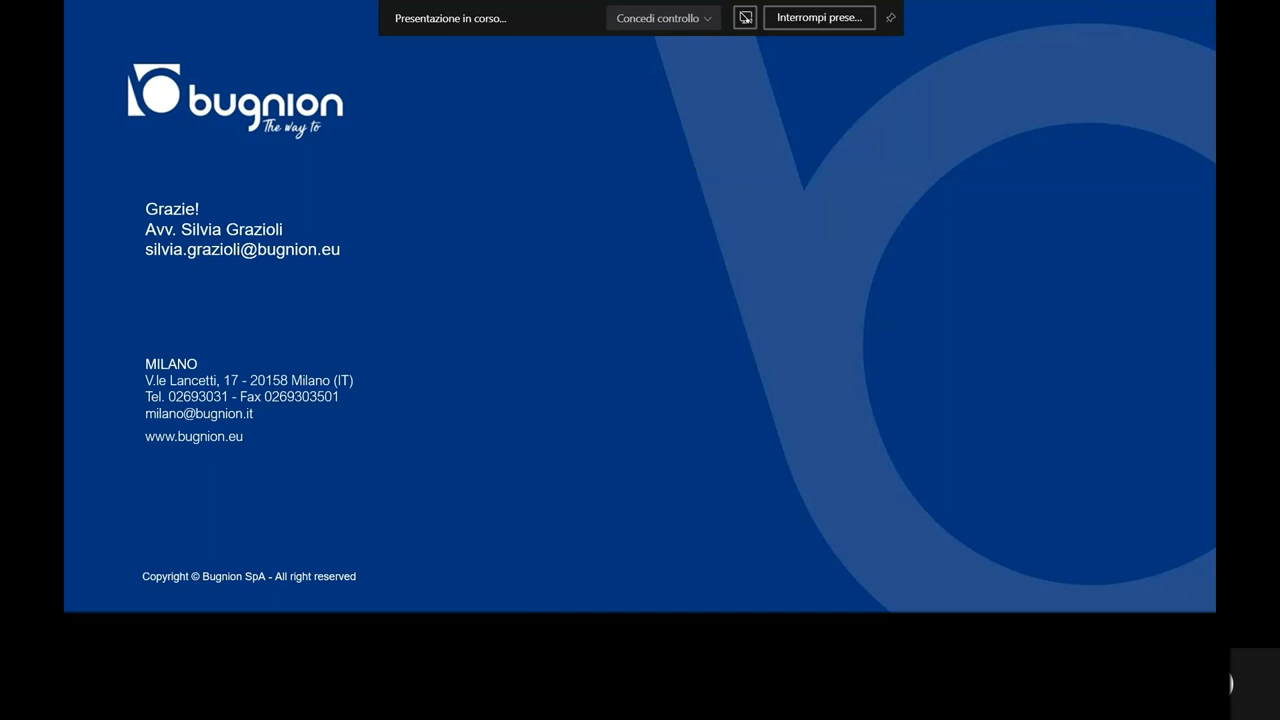 Presentazione in corso...
Concedi controllo
Interrompi prese...
bugnion
The way to
Grazie!
Avv. Silvia Grazioli
silvia.grazioli@bugnion.eu
MILANO
V.le Lancetti, 17 - 20158 Milano (IT)
Tel. 02693031 - Fax 0269303501
milano@bugnion.it
www.bugnion.eu
Copyright © Bugnion SpA - All right reserved